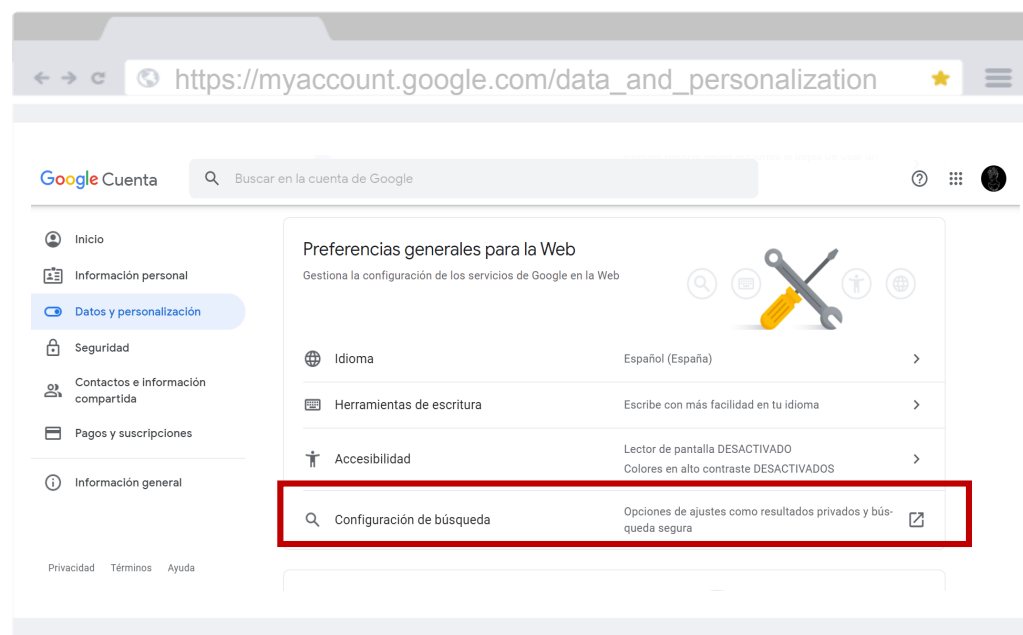 https://myaccount.google.com/data_and_personalization
Google Cuenta
Buscar en la cuenta de Google
Inicio
Información personal
Datos y personalización
Seguridad
Contactos e información
compartida
Pagos y suscripciones
Información general
Privacidad Términos Ayuda
Preferencias generales para la Web
Gestiona la configuración de los servicios de Google en la Web
Idioma
Español (España)
Herramientas de escritura
Escribe con más facilidad en tu idioma
Accesibilidad
Lector de pantalla DESACTIVADO
Colores en alto contraste DESACTIVADOS
Configuración de búsqueda
Opciones de ajustes como resultados privados y bús-
queda segura